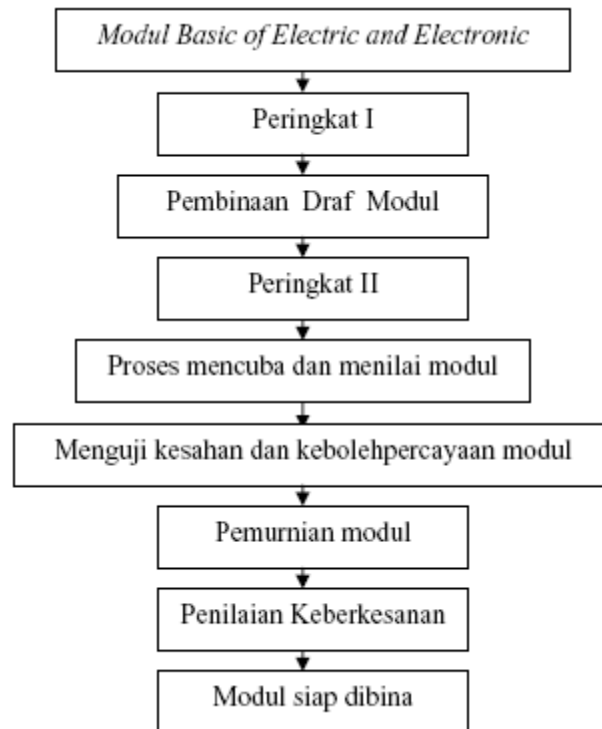 Modul Basic of Electric and Electronic
Peringkat I
Pembinaan Draf Modul
Peringkat II
Proses mencuba dan menilai modul
Menguji kesahan dan kebolehpercayaan modul
Pemurnian modul
Penilaian Keberkesanan
Modul siap dibina